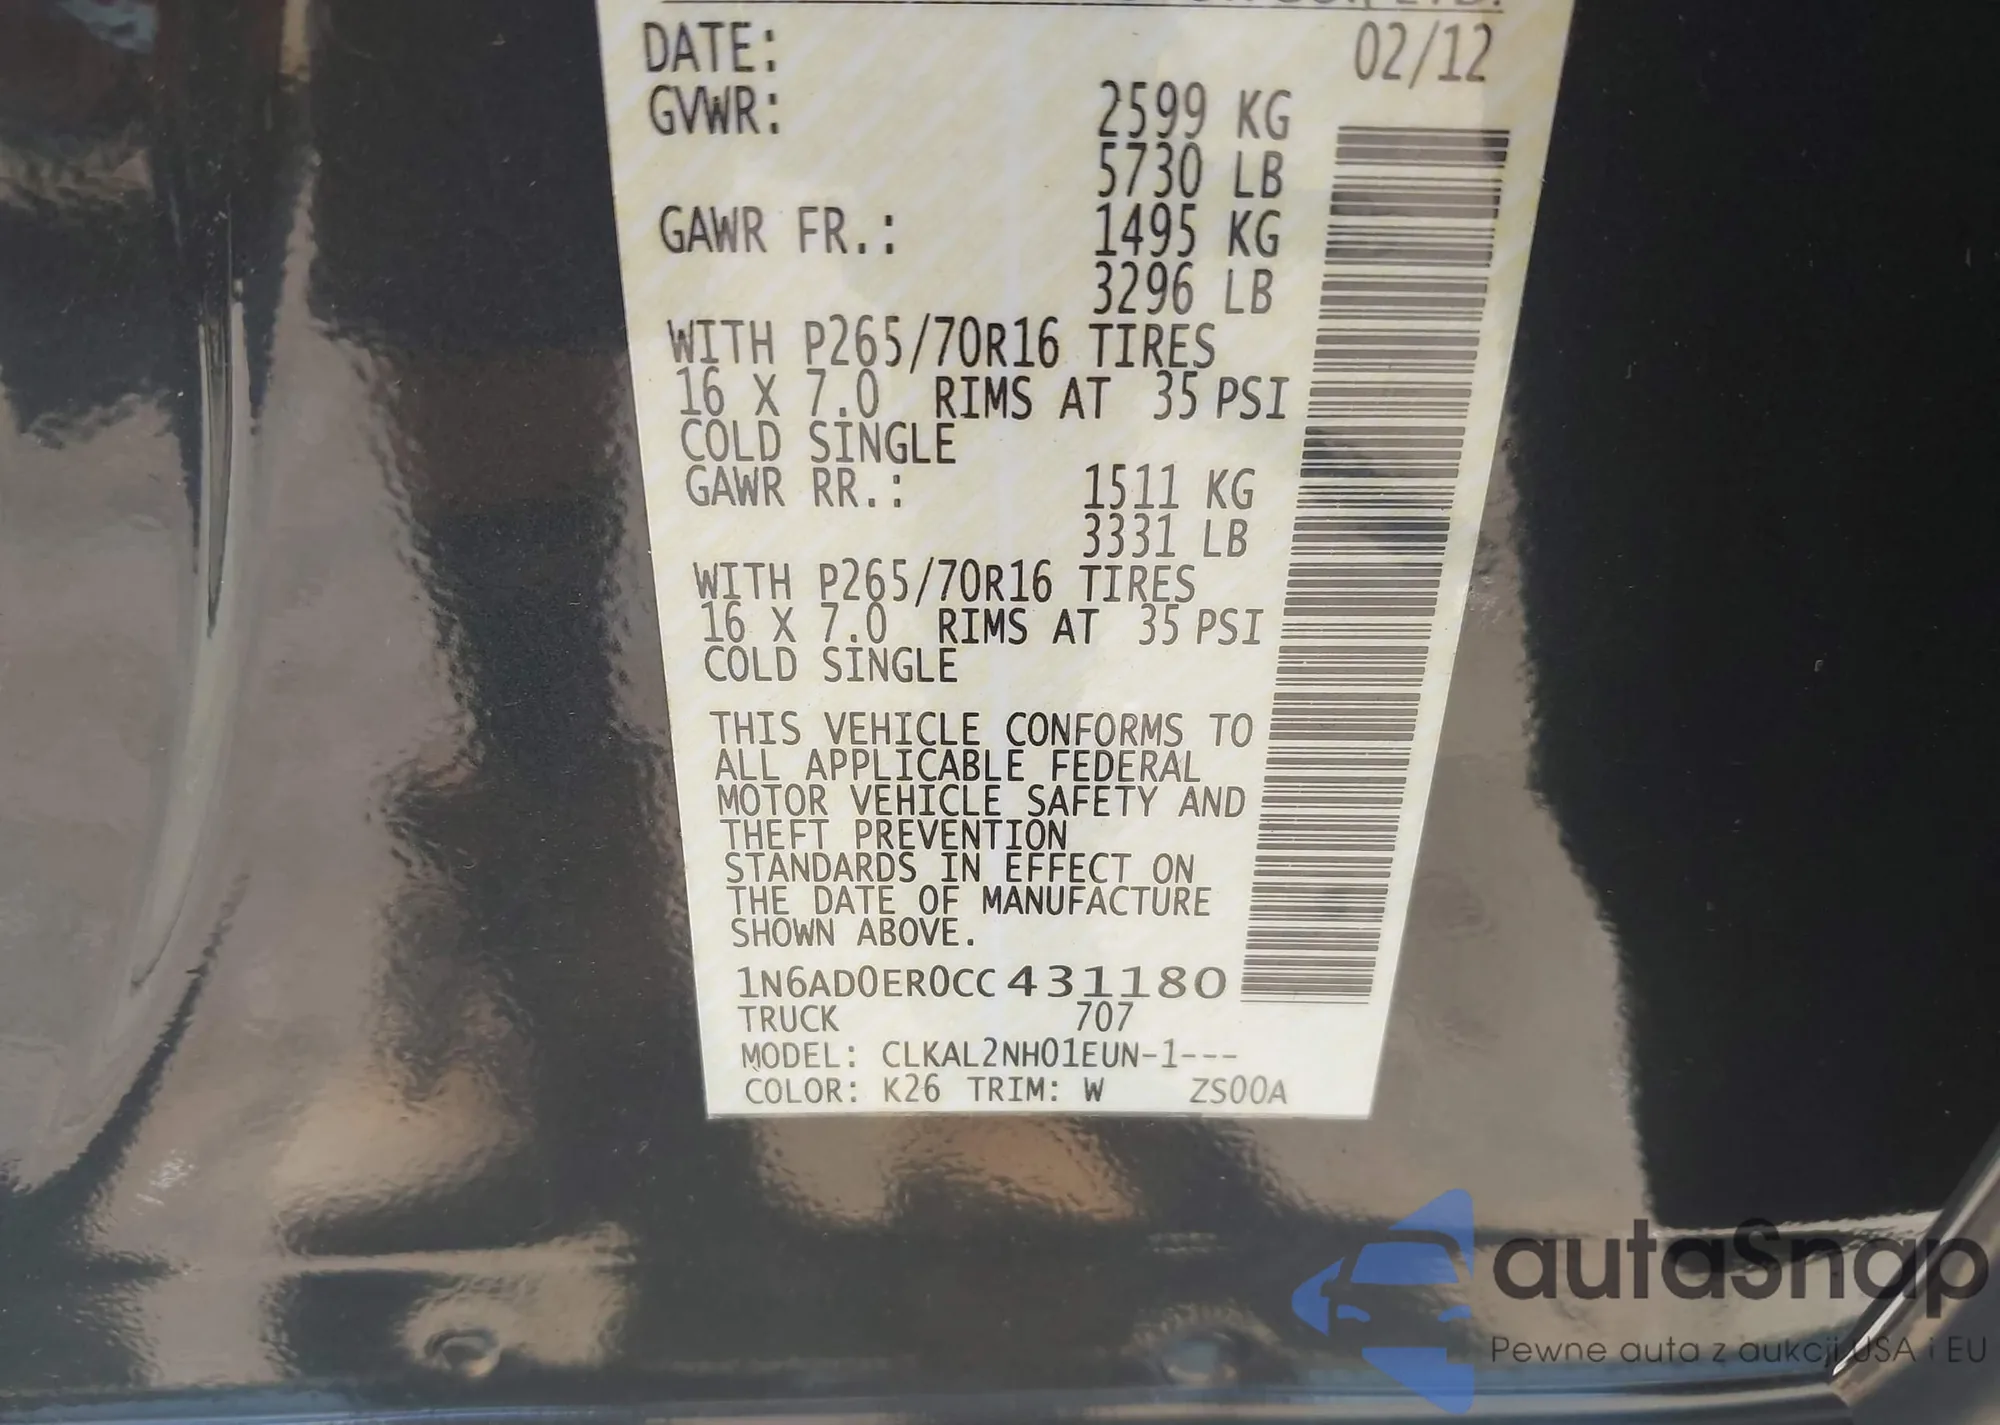 DATE: 02/12
GVWR: 2599 KG
5730 LB
GAWR FR.: 1495 KG
3296 LB
WITH P265/70R16 TIRES
16 X 7.0 RIMS AT 35 PSI
COLD SINGLE
GAWR RR.: 1511 KG
3331 LB
WITH P265/70R16 TIRES
16 X 7.0 RIMS AT 35 PSI
COLD SINGLE
THIS VEHICLE CONFORMS TO
ALL APPLICABLE FEDERAL
MOTOR VEHICLE SAFETY AND
THEFT PREVENTION
STANDARDS IN EFFECT ON
THE DATE OF MANUFACTURE
SHOWN ABOVE.
1N6AD0ER0CC431180
TRUCK 707
MODEL: CLKAL2NH01EUN-1---
COLOR: K26 TRIM: W ZS00A
autaSnap
Pewne auta z aukcji USA i EU